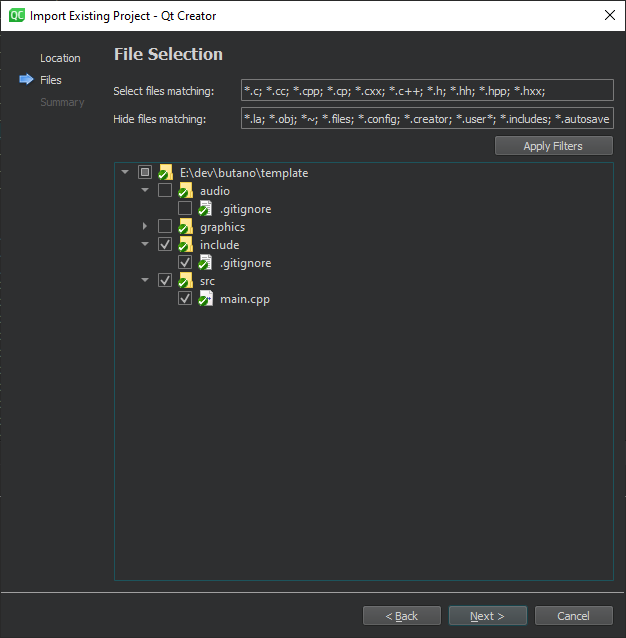 QC Import Existing Project - Qt Creator
Location
Files
Summary
File Selection
Select files matching: *.c; *.cc; *.cpp; *.cp; *.cxx; *.c++; *.h; *.hh; *.hpp; *.hxx;
Hide files matching: *.la; *.obj; *~; *.files; *.config; *.creator; *.user*; *.includes; *.autosave
Apply Filters
E:\dev\butano\template
audio
.gitignore
graphics
include
.gitignore
src
main.cpp
< Back Next > Cancel